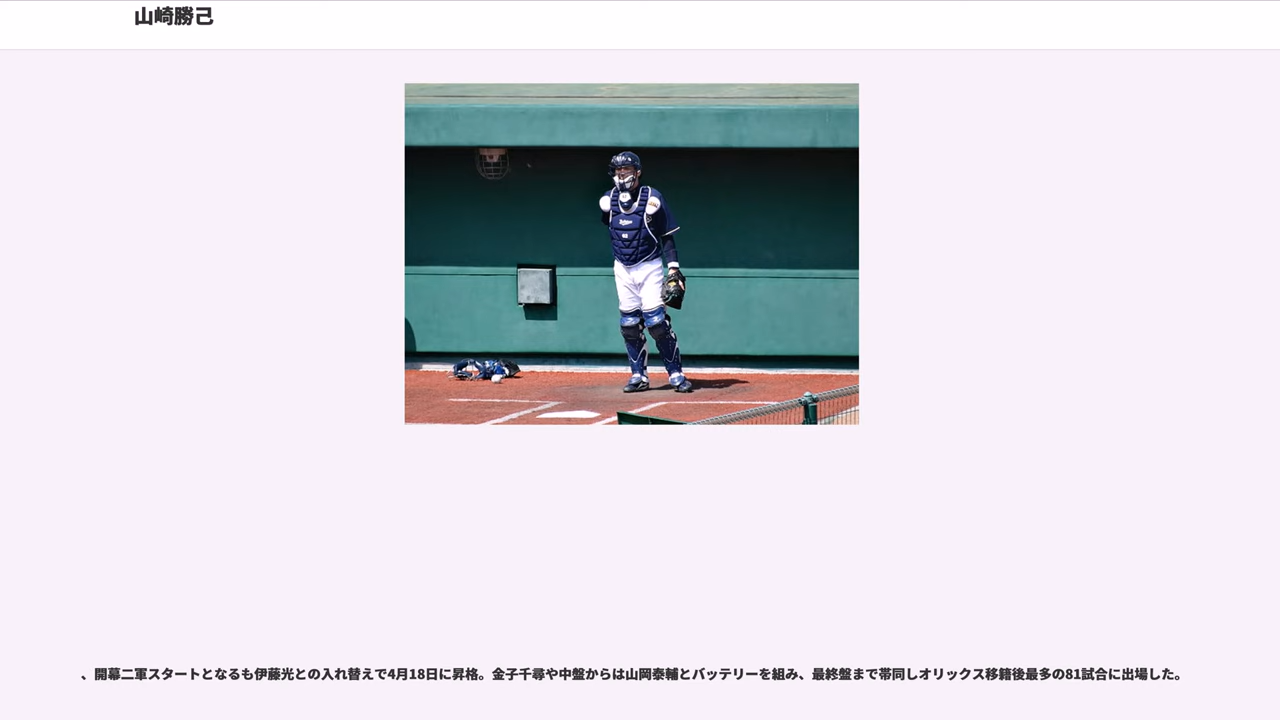 山崎勝己
、開幕二軍スタートとなるも伊藤光との入れ替えで4月18日に昇格。金子千尋や中盤からは山岡泰輔とバッテリーを組み、最終盤まで帯同しオリックス移籍後最多の81試合に出場した。